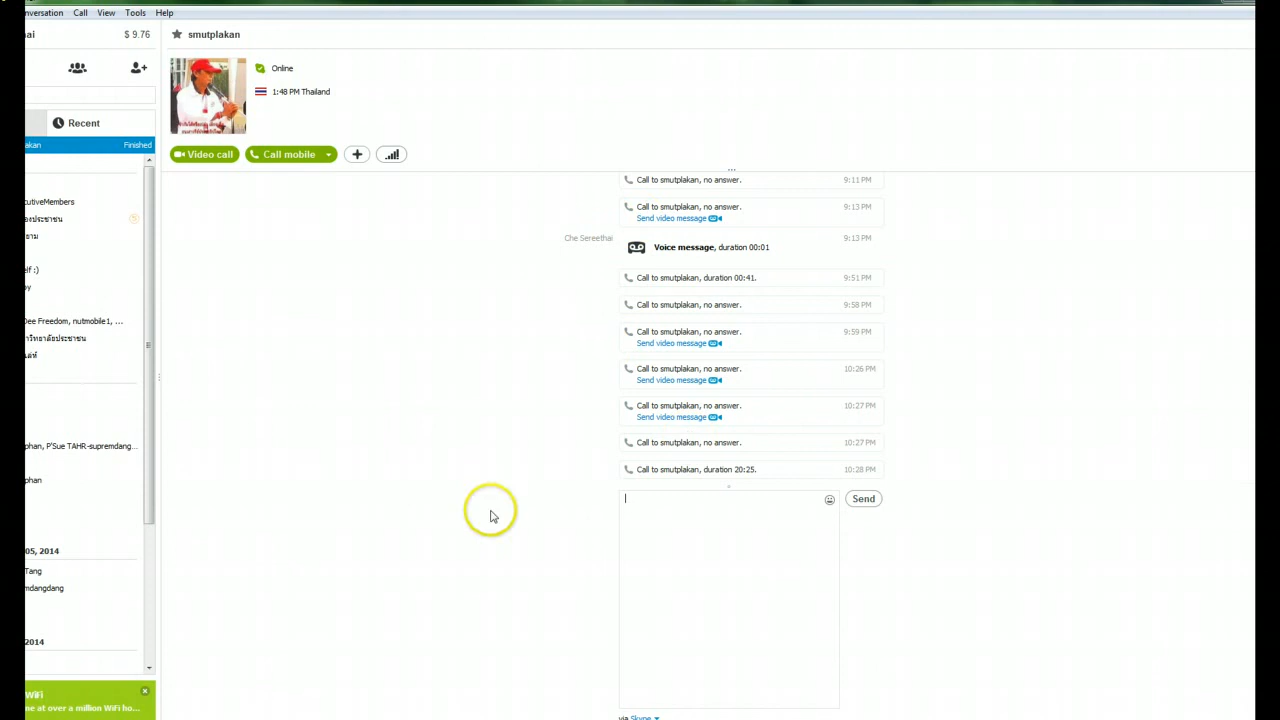 Call View Tools Help
$ 9.76
smutplakan
Online
1:48 PM Thailand
Recent
Finished
Video call
Call mobile
Call to smutplakan, no answer. 9:11 PM
Call to smutplakan, no answer. 9:13 PM
Send video message
Che Sereethai
Voice message, duration 00:01 9:13 PM
Call to smutplakan, duration 00:41. 9:51 PM
Call to smutplakan, no answer. 9:58 PM
Call to smutplakan, no answer. 9:59 PM
Send video message
Call to smutplakan, no answer. 10:26 PM
Send video message
Call to smutplakan, no answer. 10:27 PM
Send video message
Call to smutplakan, no answer. 10:27 PM
Call to smutplakan, duration 20:25. 10:28 PM
Send
via Skype
akan
cutiveMembers
องประชาชน
ยาม
elf :)
oy
Dee Freedom, nutmobile1, ...
าวิทยาลัยประชาชน
phan, P'Sue TAHR-supremdang...
phan
05, 2014
Tang
mdangdang
2014
WiFi
me at over a million WiFi ho...